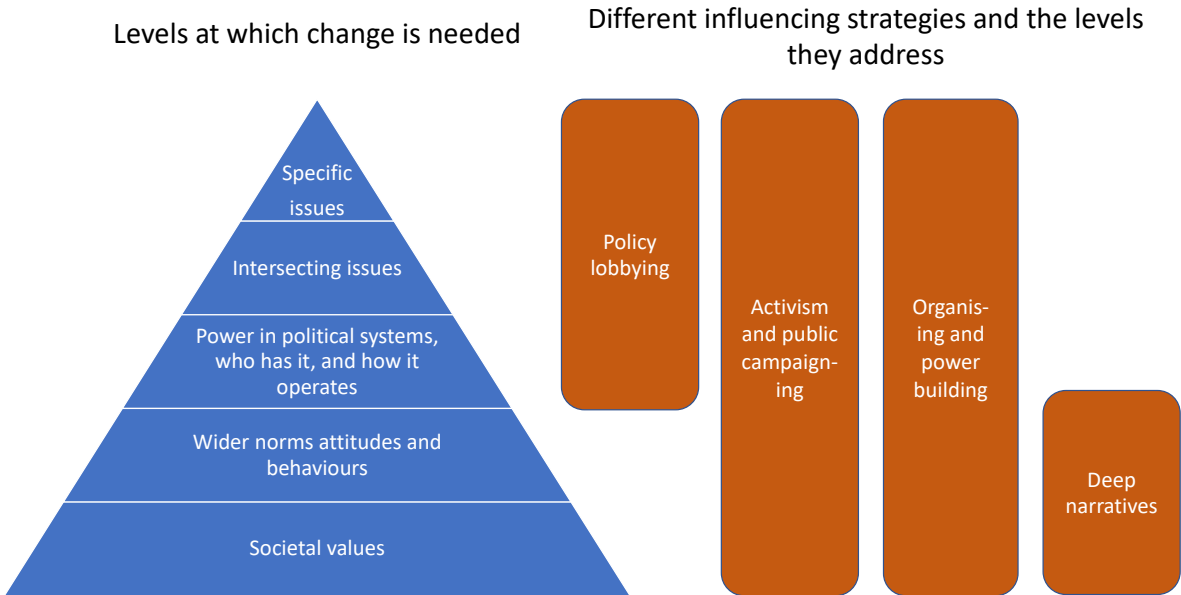 Levels at which change is needed
Different influencing strategies and the levels
they address
Specific
issues
Intersecting issues
Power in political systems,
who has it, and how it
operates
Wider norms attitudes and
behaviours
Societal values
Policy
lobbying
Activism
and public
campaign-
ing
Organis-
ing and
power
building
Deep
narratives